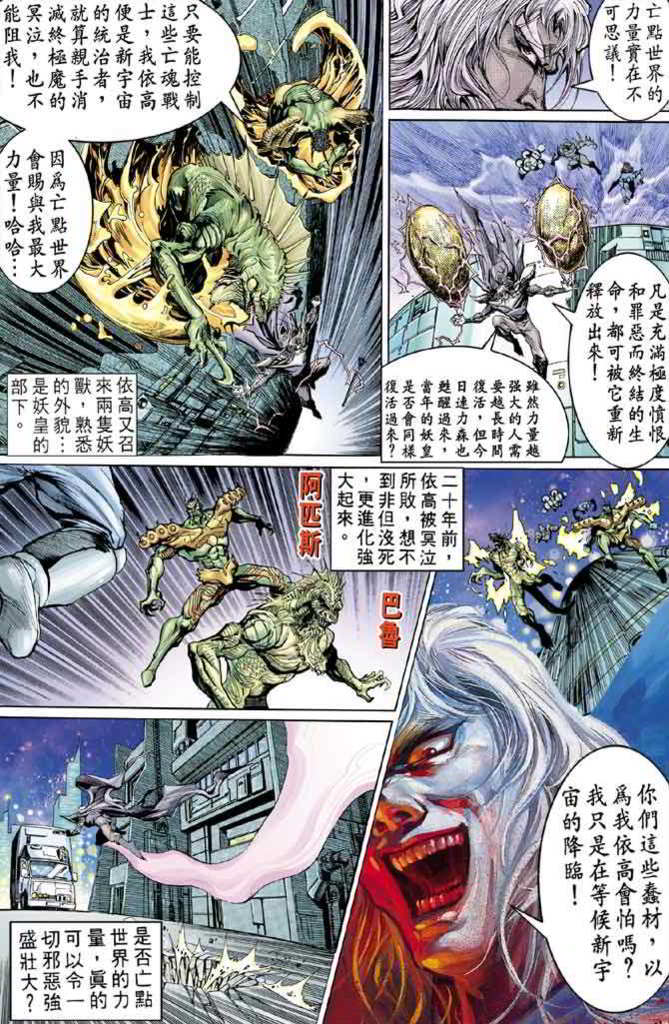 亡點世界的
力量實在不
可思議！
只要能控制
這些亡魂戰
士，我依高
便是新宇宙
的統治者，
就算親手消
滅終極魔的
冥泣，也不
能阻我！
因為亡點世界
會賜與我最大
力量！哈哈…
依高又召
來兩隻妖
獸，熟悉
的外貌…
是妖皇的
部下。
凡是充滿極度憤恨
和罪惡而終結的生
命，都可被它重新
釋放出來！
雖然力量越
强大的人需
要越長時間
復活，但今
日連力森也
甦醒過來，
當年的妖皇
是否會同樣
復活過來？
二十年前，
依高被冥泣
所敗，想不
到非但沒死
，更進化強
大起來。
阿匹斯
巴魯
你們這些蠢材，以
為我依高會怕嗎？
我只是在等候新宇
宙的降臨！
是否亡點
世界的力
量，真的
可以令一
切邪惡強
盛壯大？